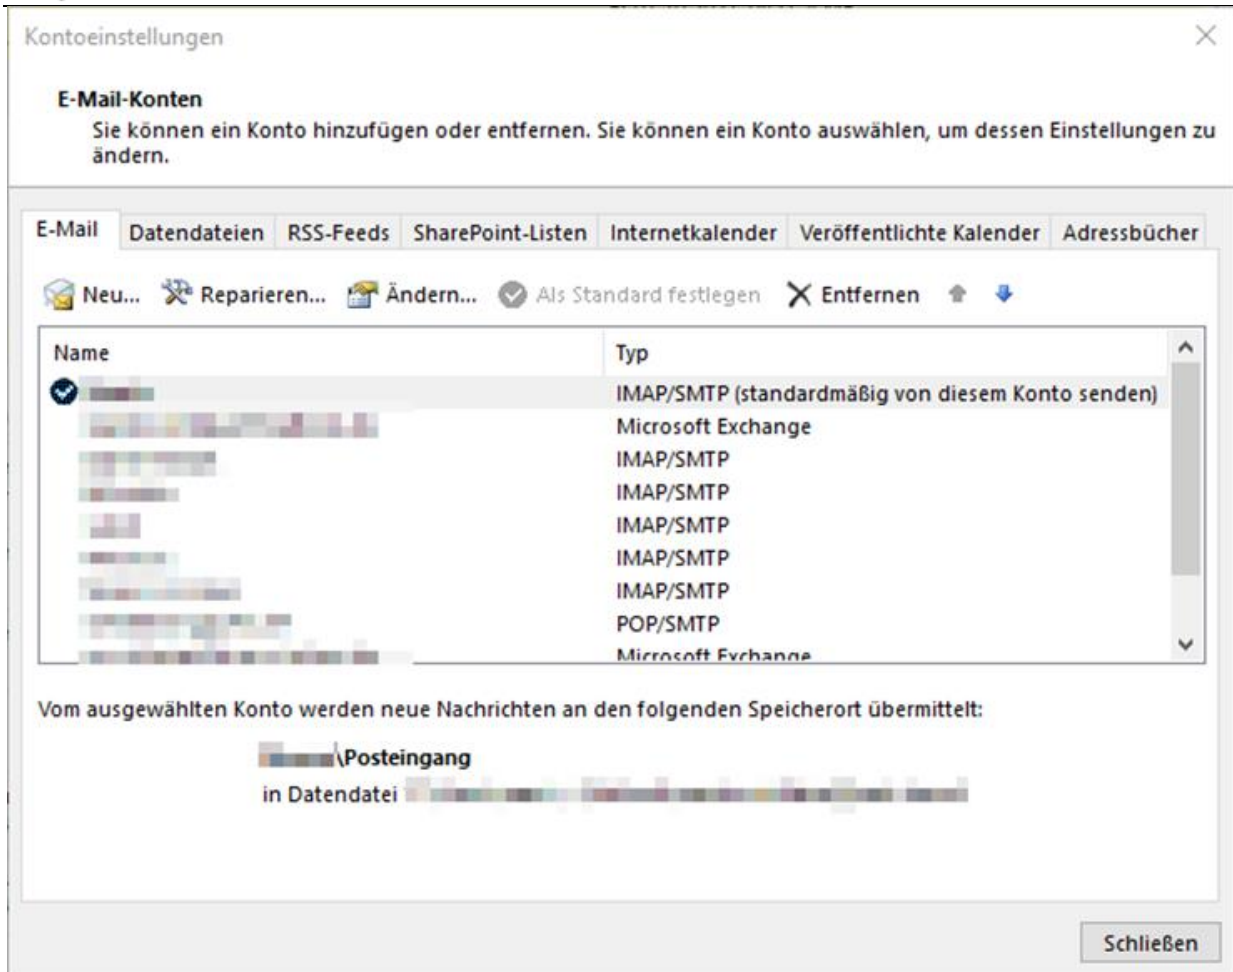 Kontoeinstellungen
E-Mail-Konten
Sie können ein Konto hinzufügen oder entfernen. Sie können ein Konto auswählen, um dessen Einstellungen zu
ändern.
E-Mail Datendateien RSS-Feeds SharePoint-Listen Internetkalender Veröffentlichte Kalender Adressbücher
Neu... Reparieren... Ändern... Als Standard festlegen Entfernen
Name Typ
IMAP/SMTP (standardmäßig von diesem Konto senden)
Microsoft Exchange
IMAP/SMTP
IMAP/SMTP
IMAP/SMTP
IMAP/SMTP
IMAP/SMTP
POP/SMTP
Microsoft Exchange
Vom ausgewählten Konto werden neue Nachrichten an den folgenden Speicherort übermittelt:
\Posteingang
in Datendatei
Schließen